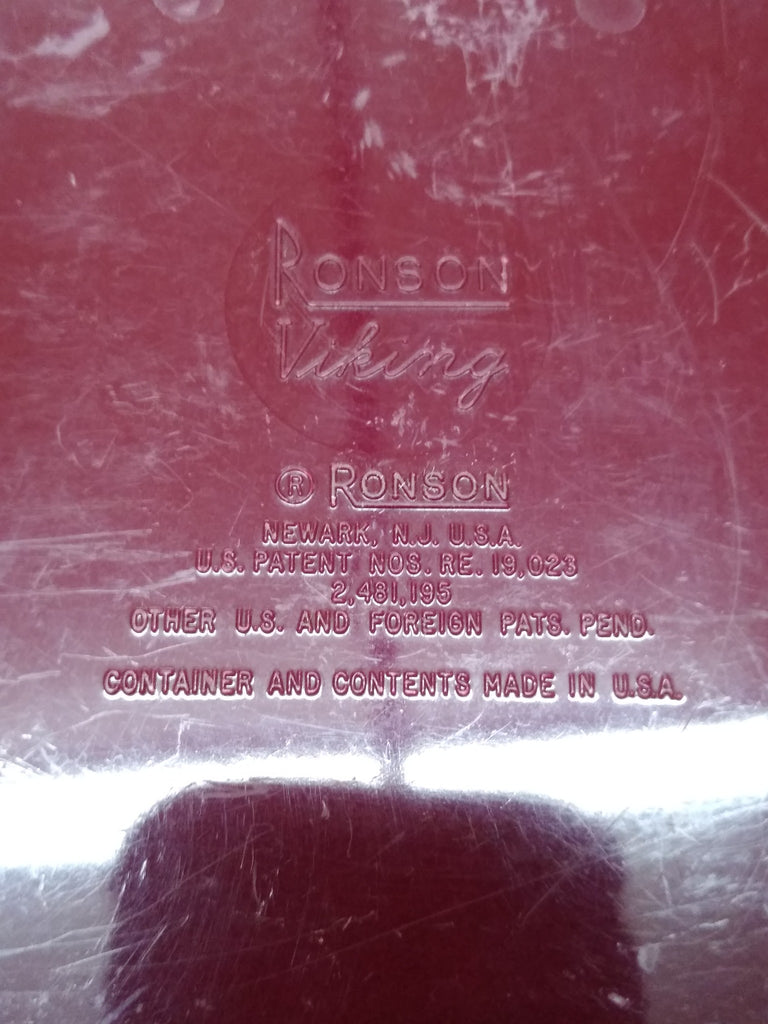 RONSON
Viking
® RONSON
NEWARK, N.J. U.S.A.
U.S. PATENT NOS. RE. 19,023
2,481,195
OTHER U.S. AND FOREIGN PATS. PEND.
CONTAINER AND CONTENTS MADE IN U.S.A.